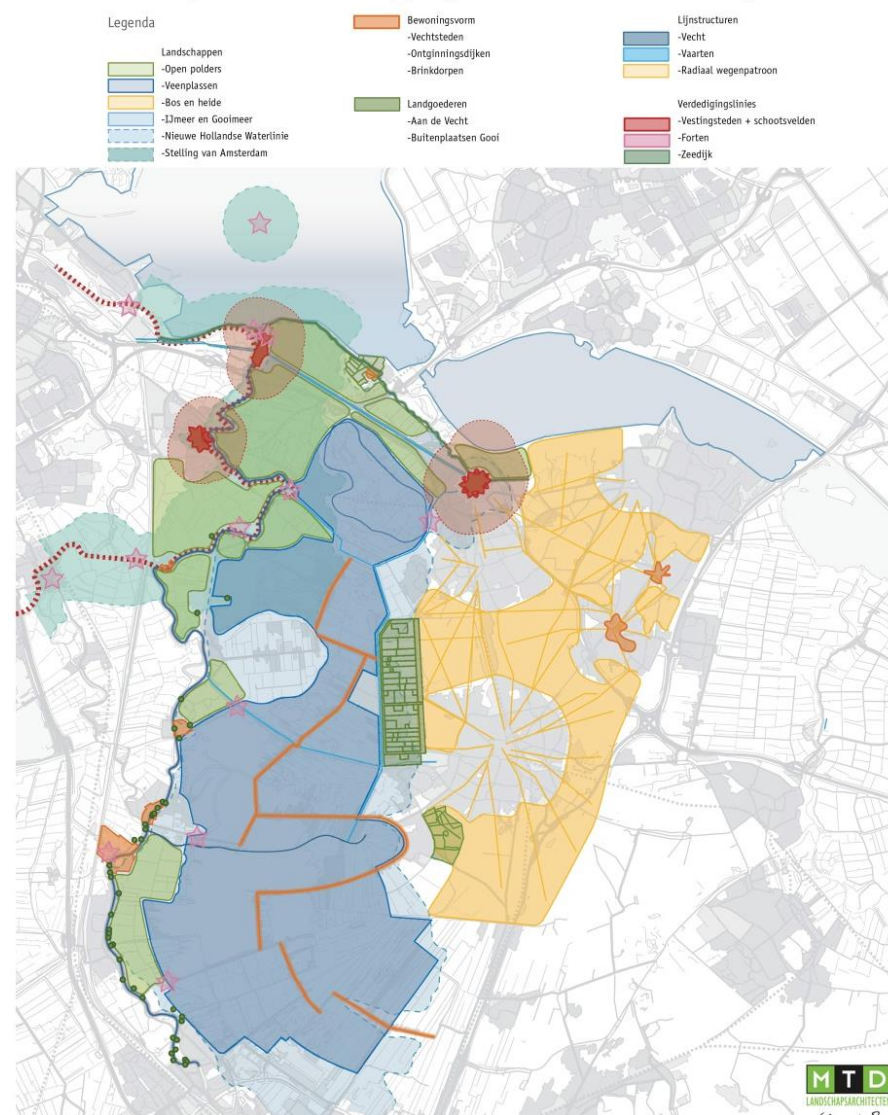 Legenda
Landschappen
-Open polders
-Veenplassen
-Bos en heide
-IJmeer en Gooimeer
-Nieuwe Hollandse Waterlinie
-Stelling van Amsterdam
Bewoningsvorm
-Vechtsteden
-Ontginningsdijken
-Brinkdorpen
Landgoederen
-Aan de Vecht
-Buitenplaatsen Gooi
Lijnstructuren
-Vecht
-Vaarten
-Radiaal wegenpatroon
Verdedigingslinies
-Vestingsteden + schootsvelden
-Forten
-Zeedijk
MTD
LANDSCHAPSARCHITECTEN